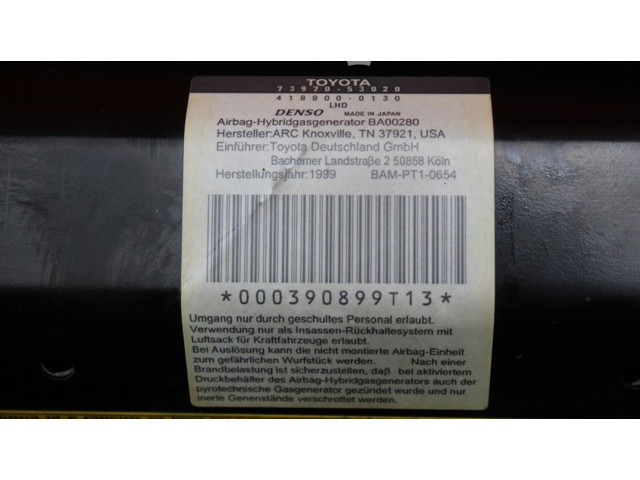 TOYOTA
73970-53020
418800-0130
LHD
DENSO MADE IN JAPAN
Airbag-Hybridgasgenerator BA00280
Hersteller:ARC Knoxville, TN 37921, USA
Einführer:Toyota Deutschland GmbH
Bachemer Landstraße 2 50858 Köln
Herstellungsjahr:1999 BAM-PT1-0654
*000390899T13*
Umgang nur durch geschultes Personal erlaubt.
Verwendung nur als Insassen-Rückhaltesystem mit
Luftsack für Kraftfahrzeuge erlaubt.
Bei Auslösung kann die nicht montierte Airbag-Einheit
zum gefährlichen Wurfstück werden. Nach einer
Brandbelastung ist sicherzustellen, daß bei aktiviertem
Druckbehälter des Airbag-Hybridgasgenerators auch der
pyrotechnische Gasgenerator gezündet wurde und nur
inerte Genenstände verschrottet werden.